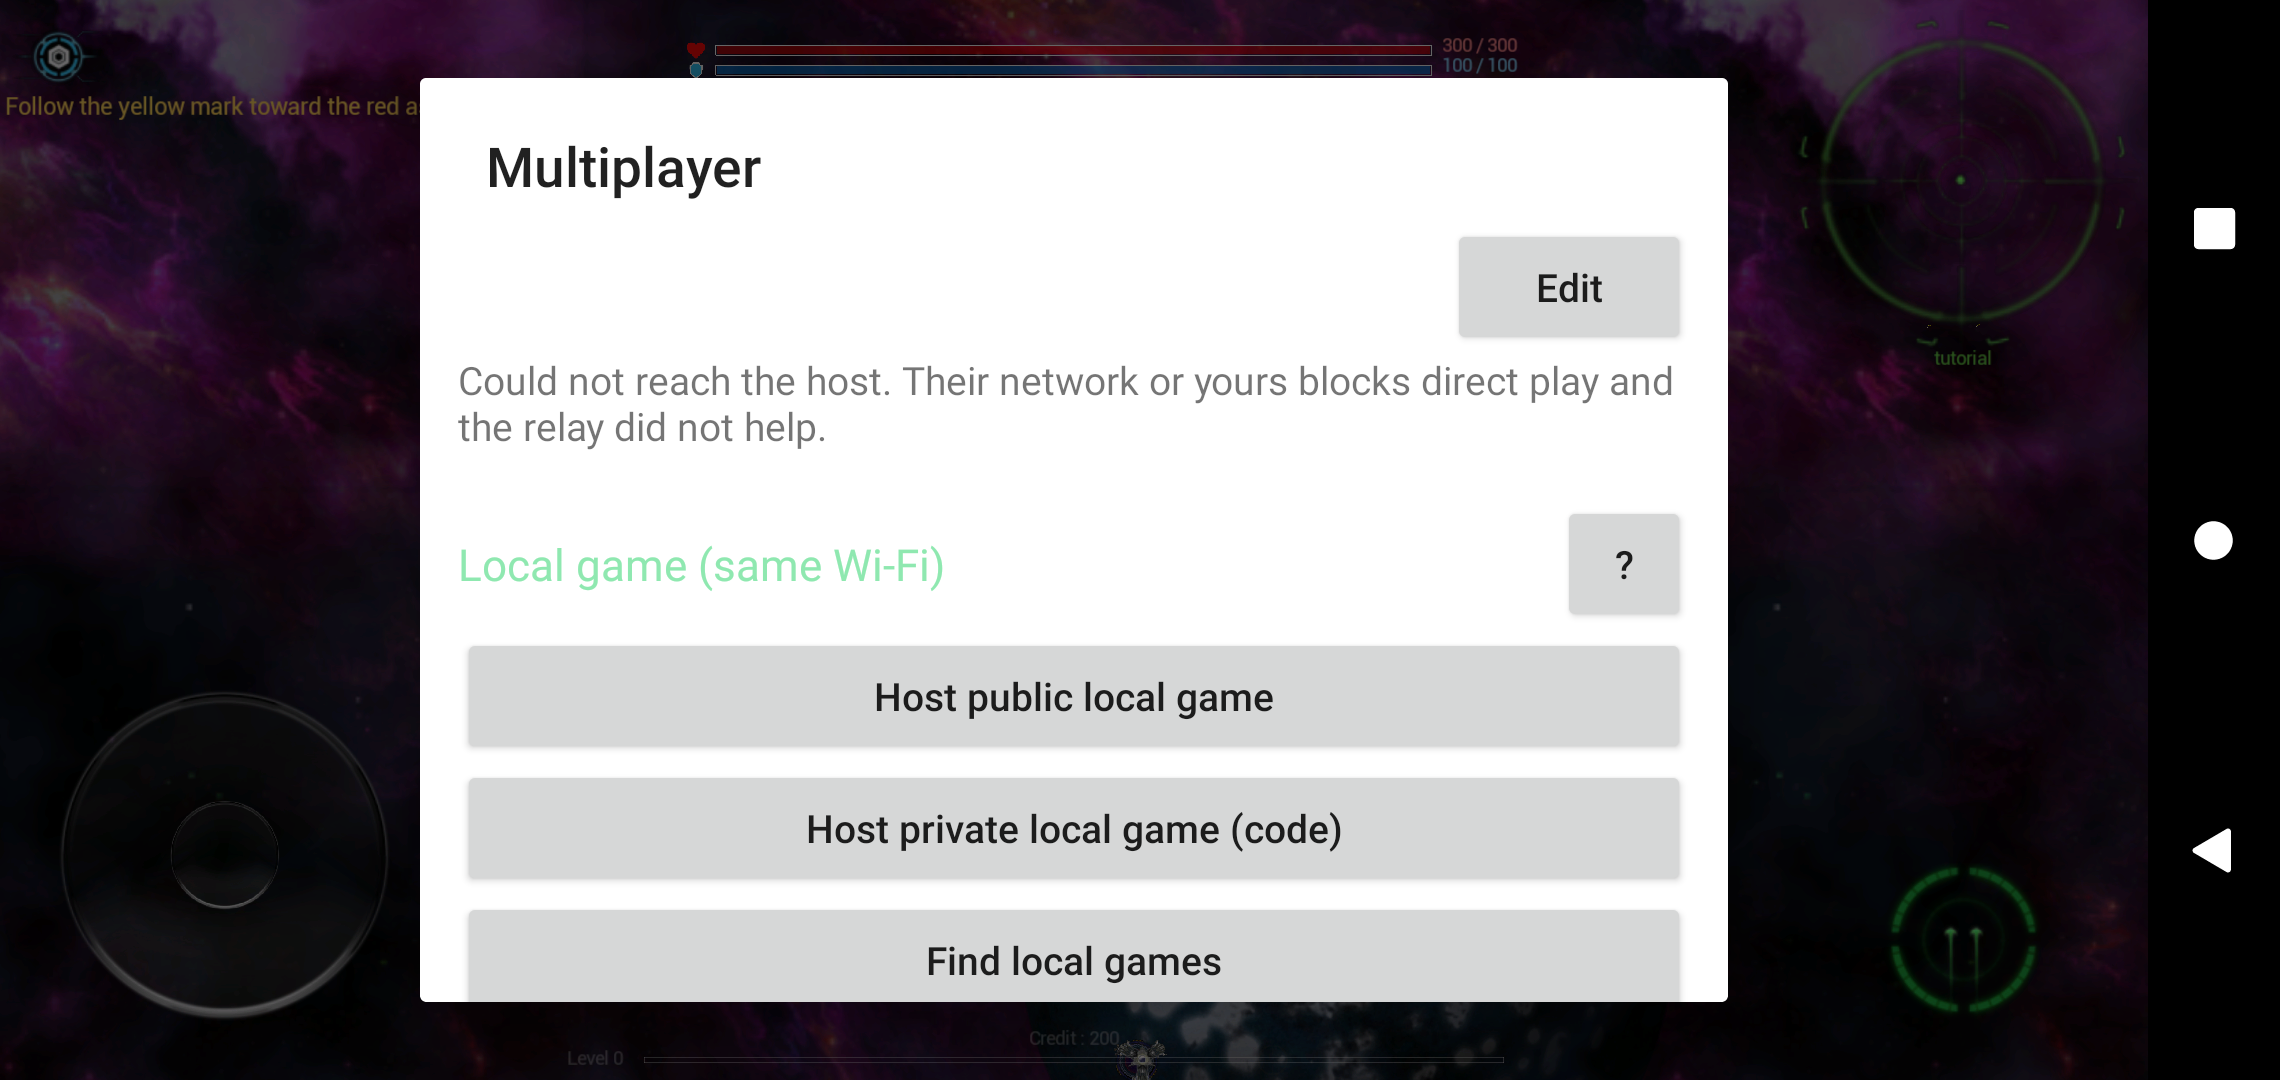 300 / 300
100 / 100
Follow the yellow mark toward the red a
Multiplayer
Edit
Could not reach the host. Their network or yours blocks direct play and
the relay did not help.
tutorial
Local game (same Wi-Fi)
?
Host public local game
Host private local game (code)
Find local games
Credit : 200
Level 0